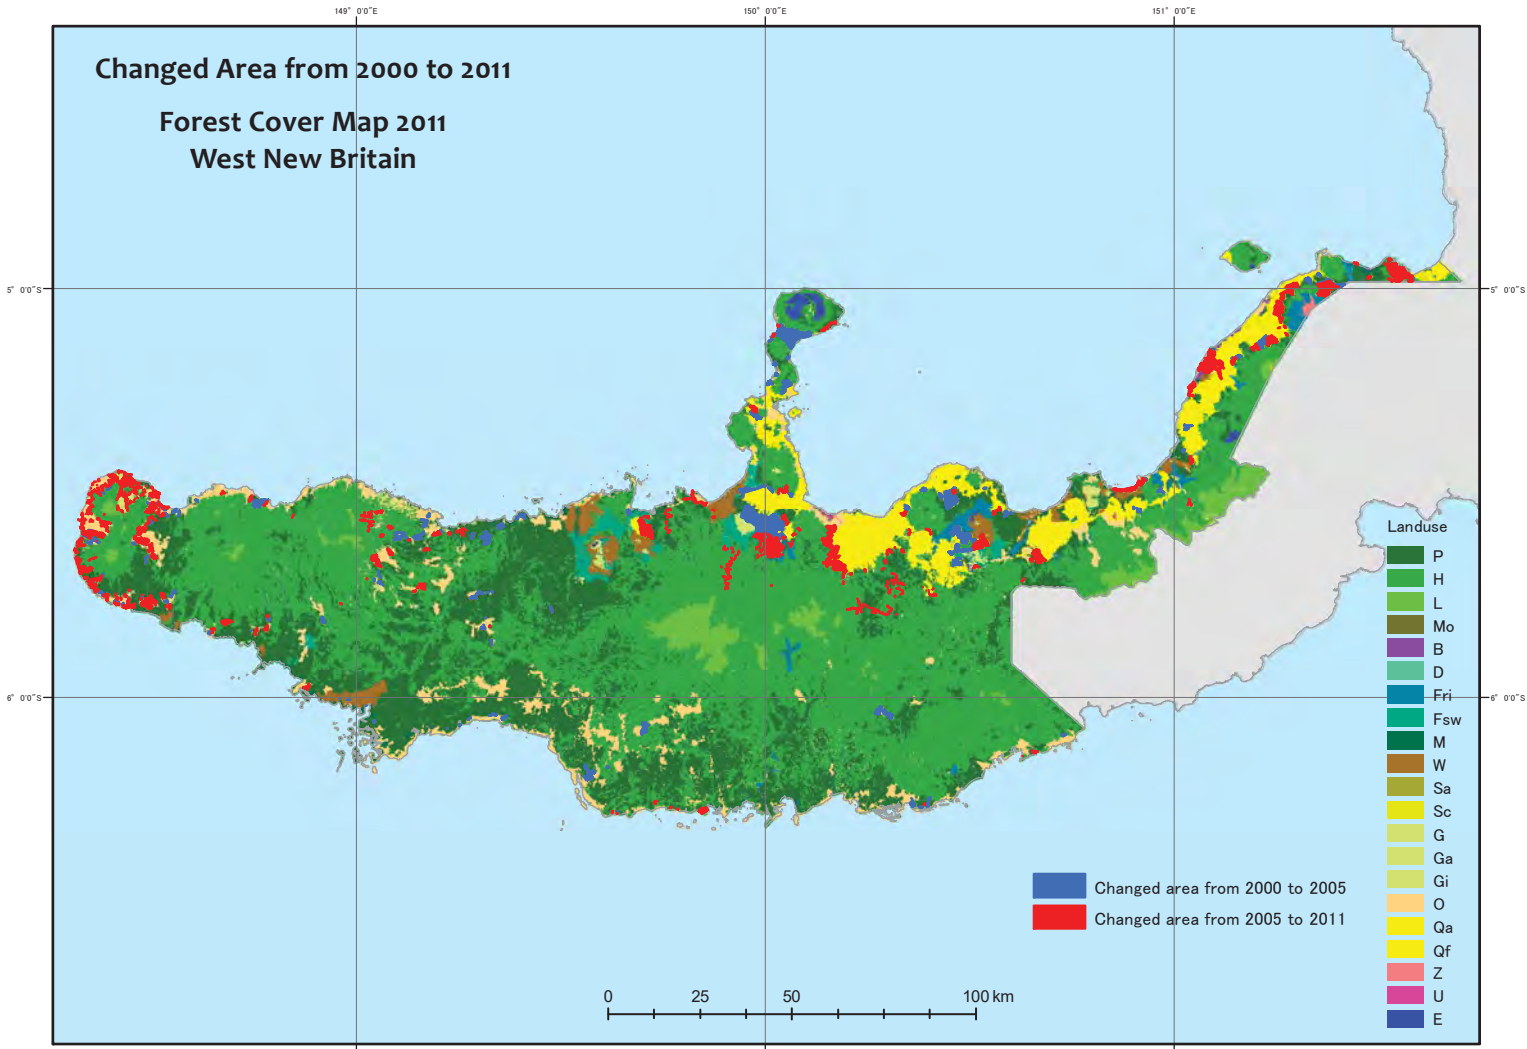 149° 0'0"E
150° 0'0"E
151° 0'0"E
Changed Area from 2000 to 2011
Forest Cover Map 2011
West New Britain
5° 0'0"S
5° 0'0"S
6° 0'0"S
6° 0'0"S
Landuse
P
H
L
Mo
B
D
Fri
Fsw
M
W
Sa
Sc
G
Ga
Gi
O
Qa
Qf
Z
U
E
Changed area from 2000 to 2005
Changed area from 2005 to 2011
0 25 50 100 km